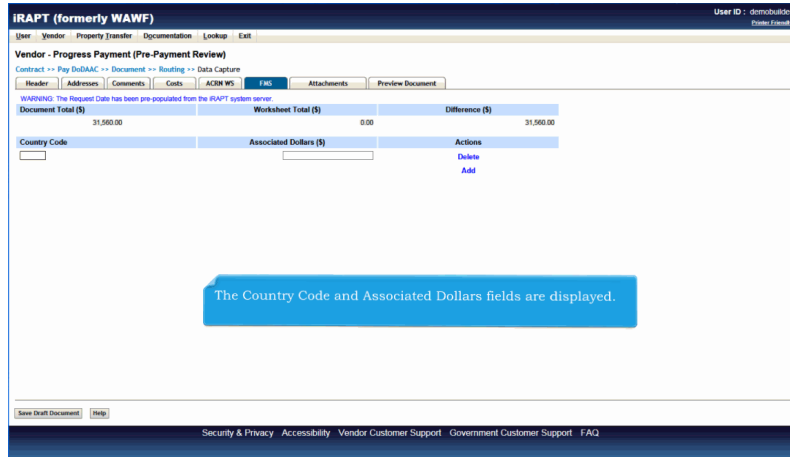 iRAPT (formerly WAWF)
User ID : demobuilde
Printer Friendl
User Vendor Property Transfer Documentation Lookup Exit
Vendor - Progress Payment (Pre-Payment Review)
Contract >> Pay DoDAAC >> Document >> Routing >> Data Capture
Header Addresses Comments Costs ACRN WS FMS Attachments Preview Document
WARNING: The Request Date has been pre-populated from the iRAPT system server.
Document Total ($) Worksheet Total ($) Difference ($)
31,560.00 0.00 31,560.00
Country Code Associated Dollars ($) Actions
Delete
Add
The Country Code and Associated Dollars fields are displayed.
Save Draft Document Help
Security & Privacy Accessibility Vendor Customer Support Government Customer Support FAQ